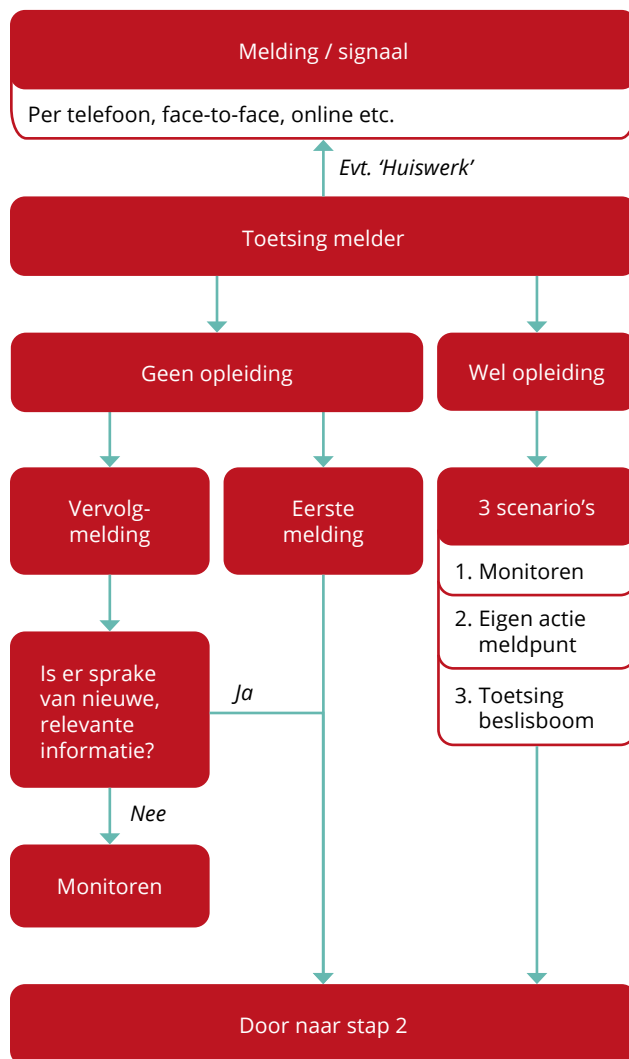 Melding / signaal
Per telefoon, face-to-face, online etc.
Evt. ‘Huiswerk’
Toetsing melder
Geen opleiding
Wel opleiding
Vervolg-
melding
Eerste
melding
3 scenario’s
1. Monitoren
2. Eigen actie
meldpunt
3. Toetsing
beslisboom
Is er sprake
van nieuwe,
relevante
informatie?
Ja
Nee
Monitoren
Door naar stap 2